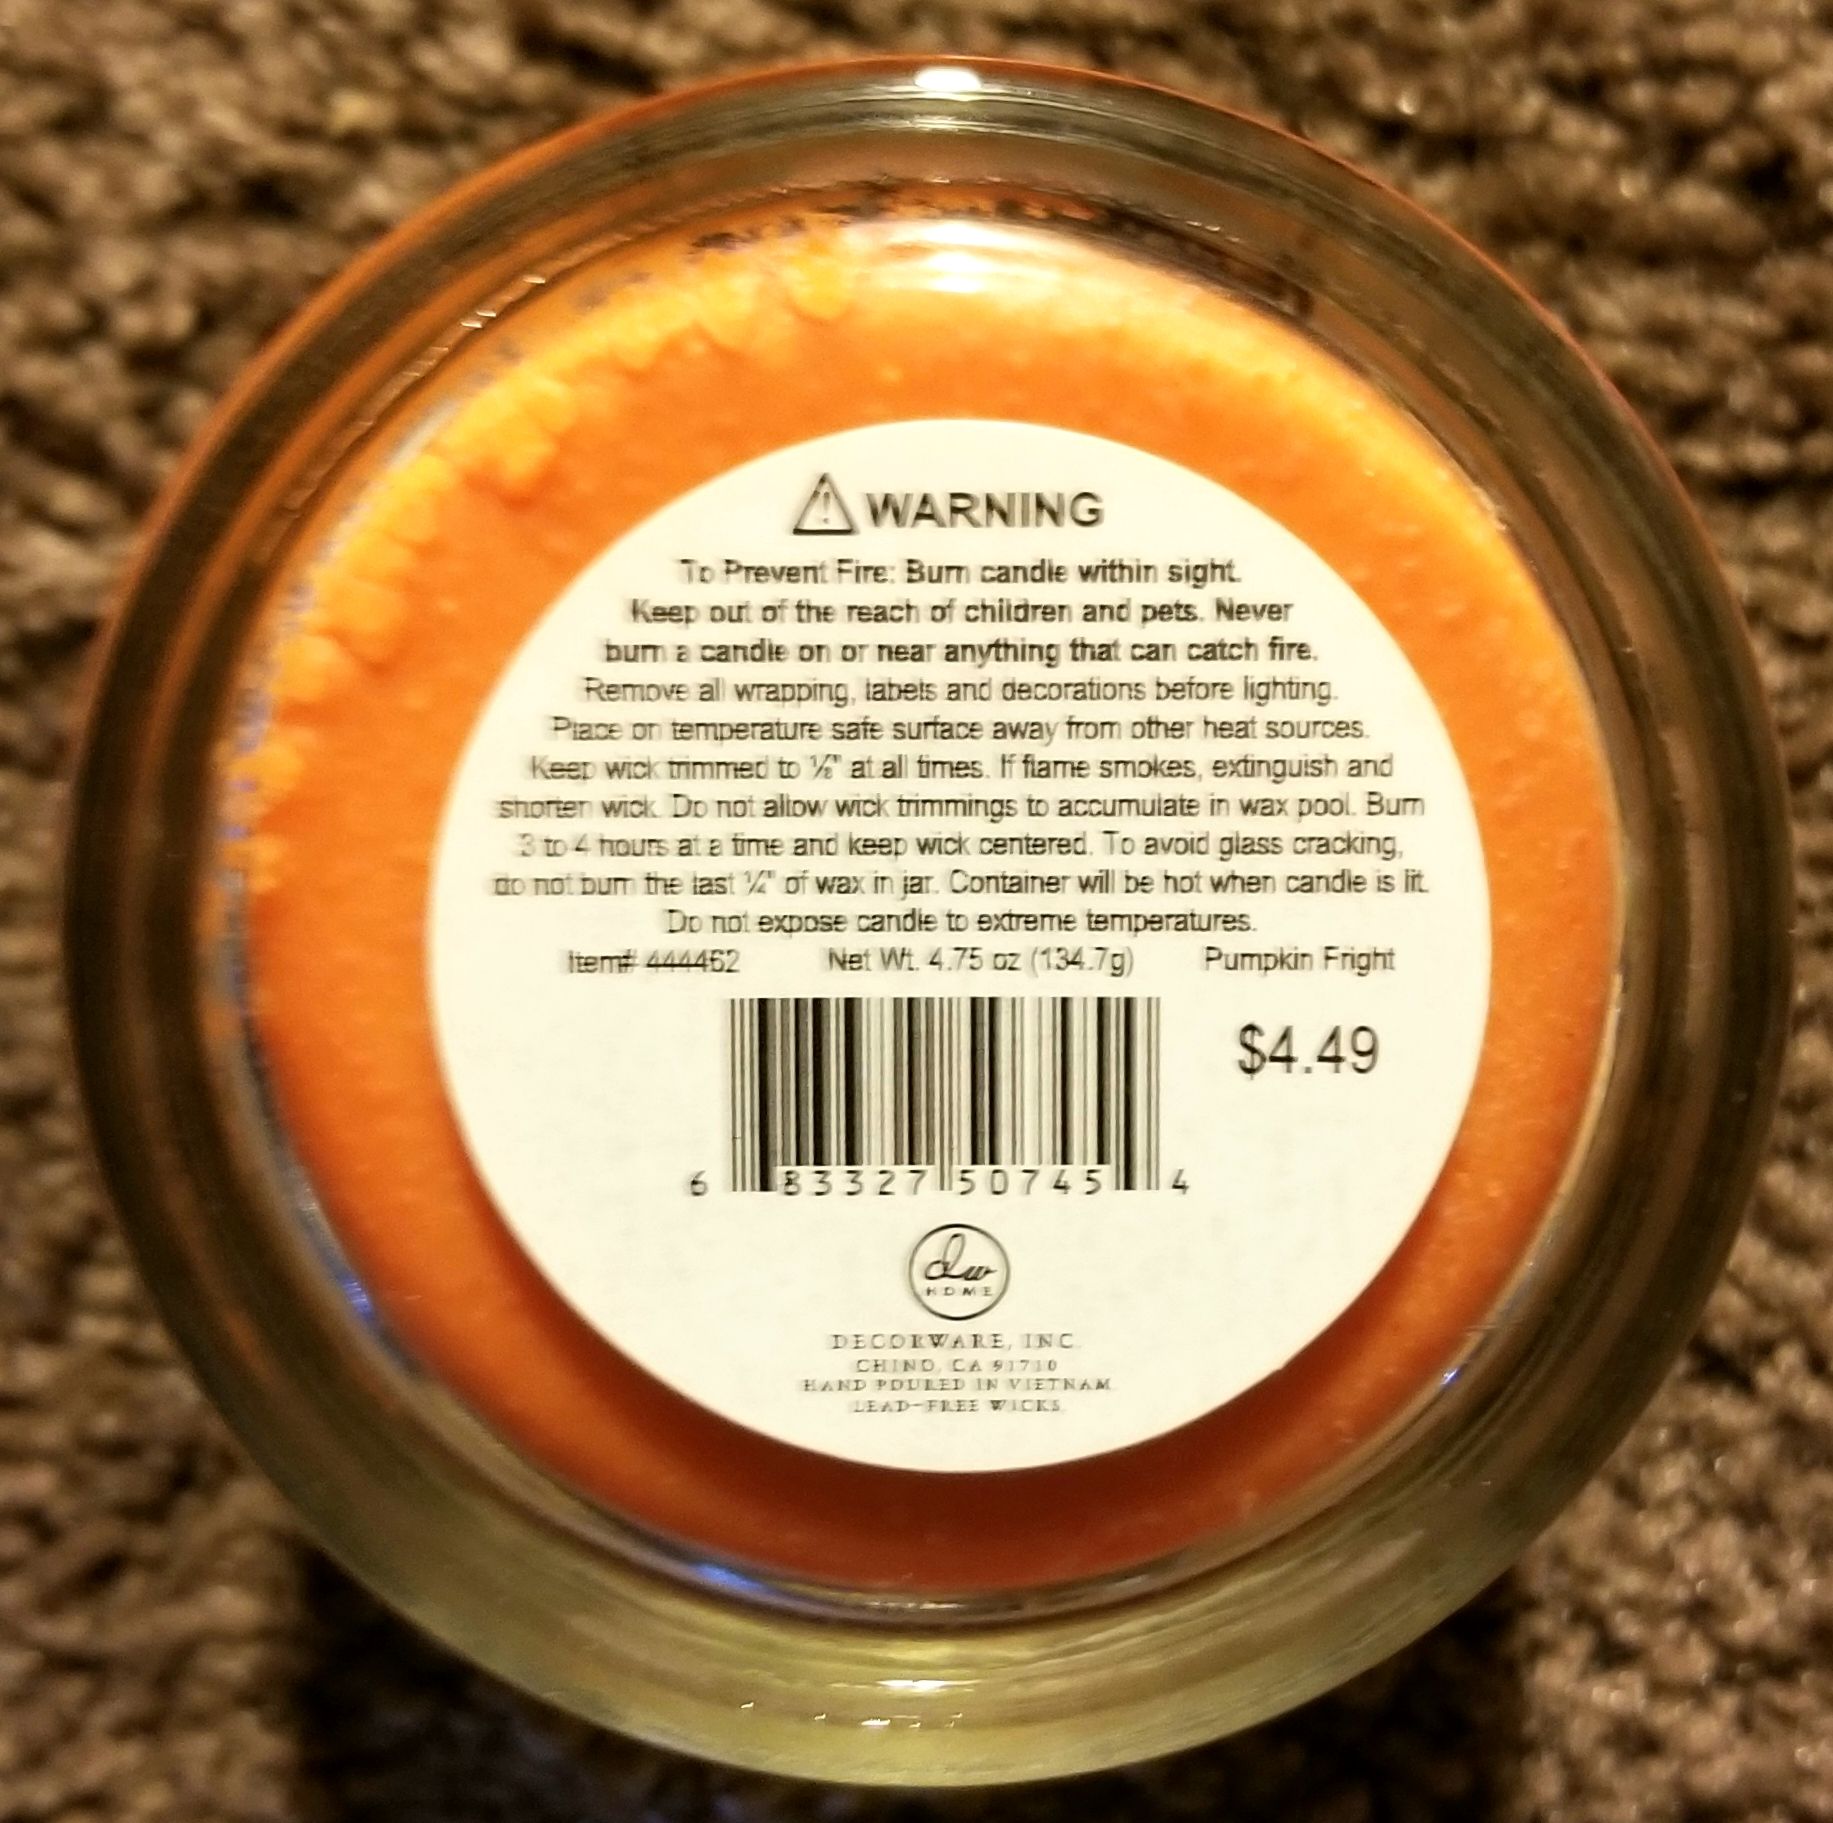 WARNING
To Prevent Fire: Burn candle within sight.
Keep out of the reach of children and pets. Never
burn a candle on or near anything that can catch fire.
Remove all wrapping, labels and decorations before lighting.
Place on temperature safe surface away from other heat sources.
Keep wick trimmed to ⅛" at all times. If flame smokes, extinguish and
shorten wick. Do not allow wick trimmings to accumulate in wax pool. Burn
3 to 4 hours at a time and keep wick centered. To avoid glass cracking,
do not burn the last ¼" of wax in jar. Container will be hot when candle is lit.
Do not expose candle to extreme temperatures.
Item# 444462 Net Wt. 4.75 oz (134.7g) Pumpkin Fright
$4.49
6 83327 50745 4
dw
HOME
DECORWARE, INC.
CHINO, CA 91710
HAND POURED IN VIETNAM
LEAD-FREE WICKS